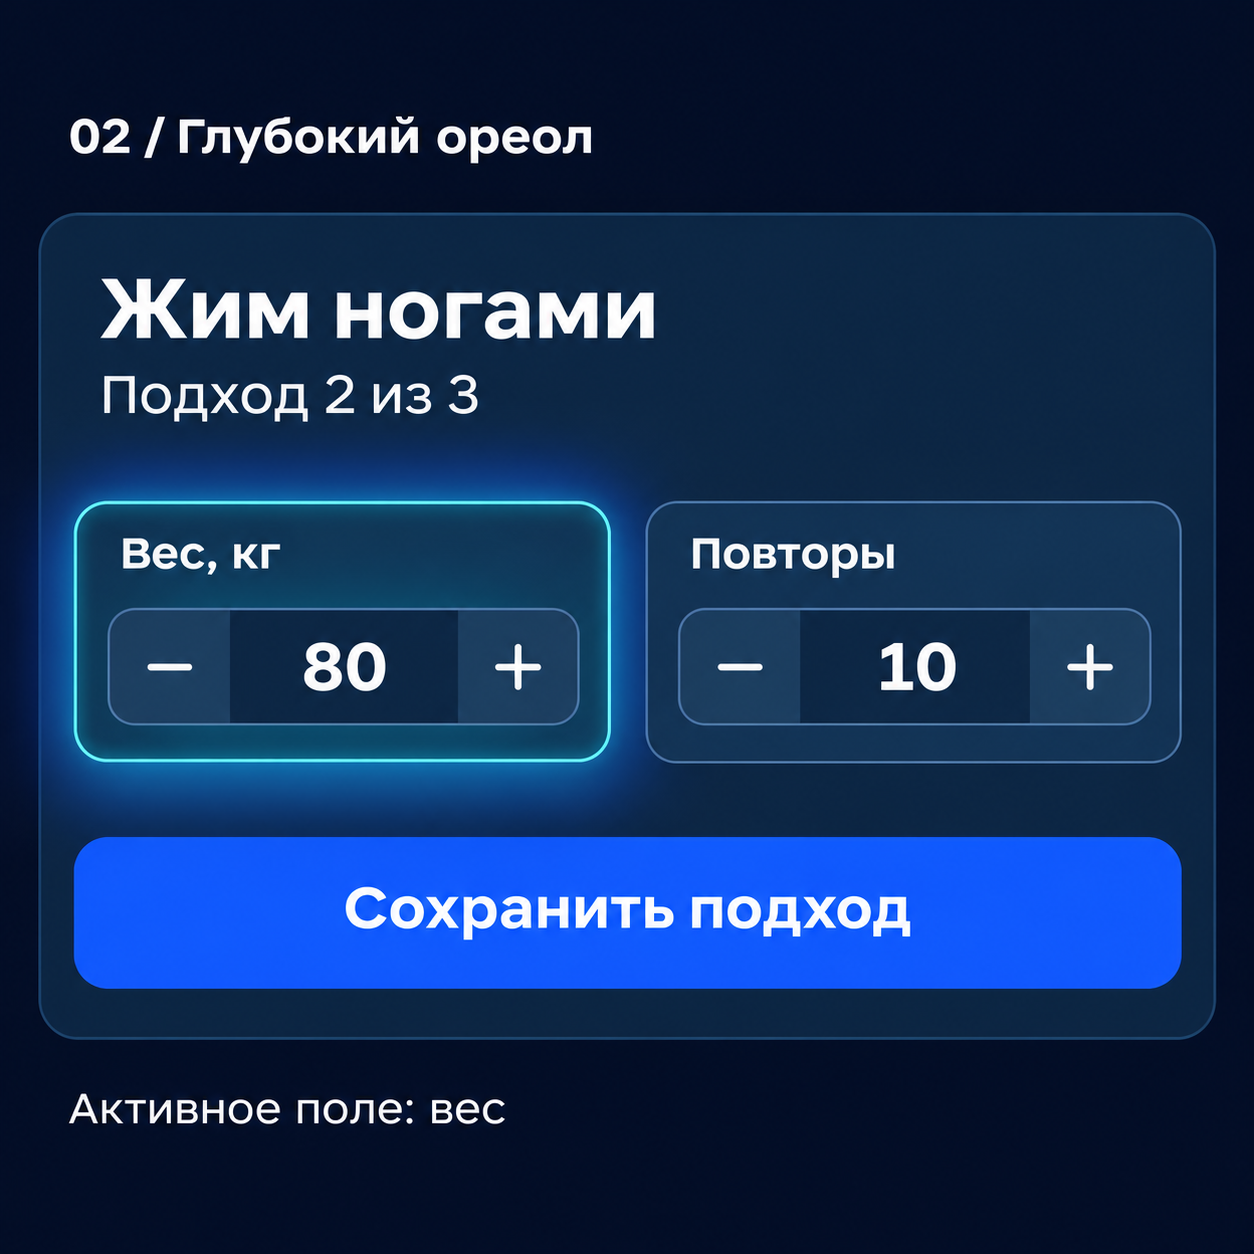 02 / Глубокий ореол
Жим ногами
Подход 2 из 3
Вес, кг
Повторы
− 80 +
− 10 +
Сохранить подход
Активное поле: вес